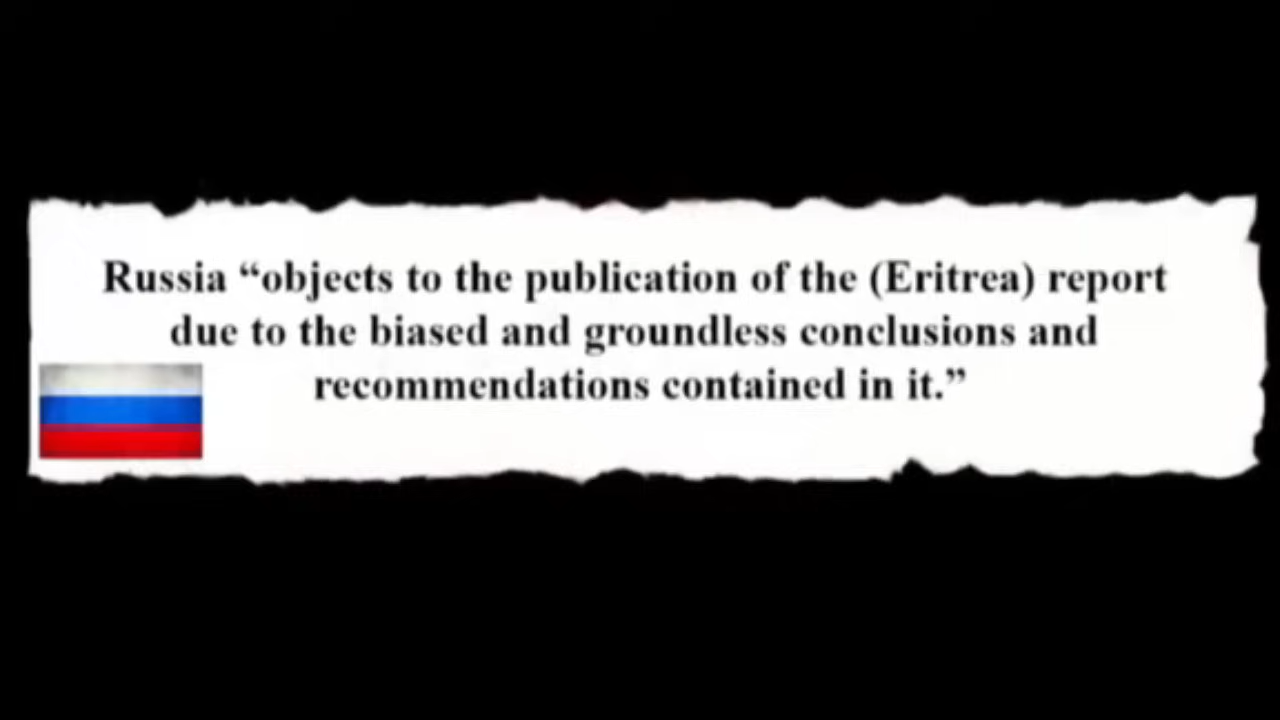 Russia “objects to the publication of the (Eritrea) report
due to the biased and groundless conclusions and
recommendations contained in it.”